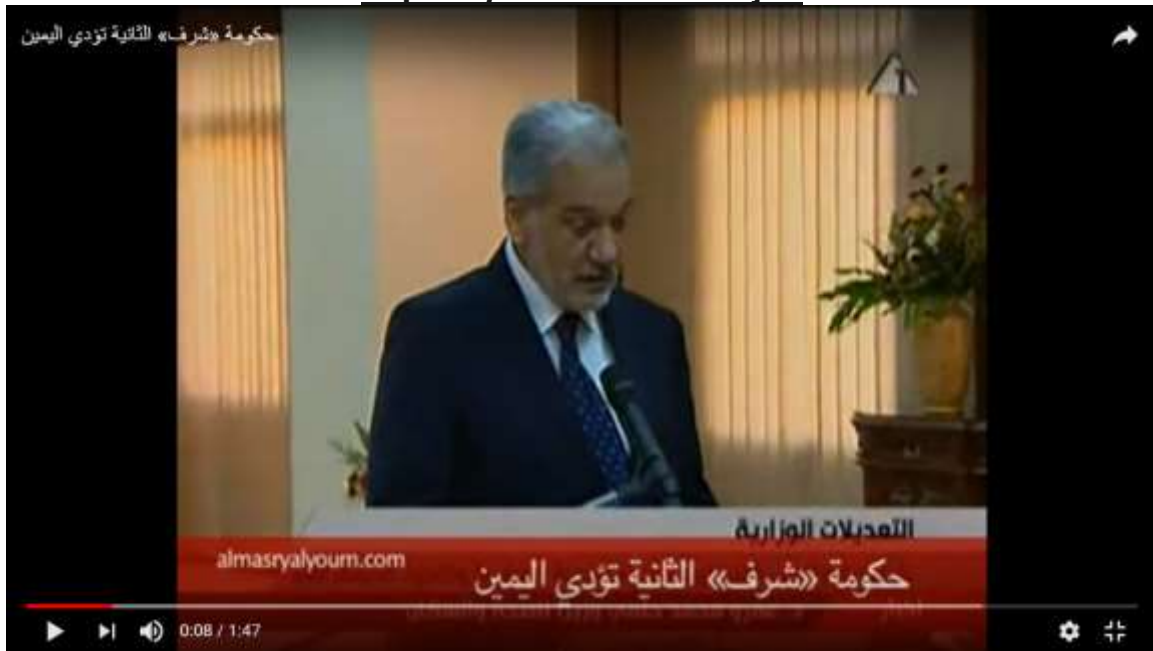 حكومة «شرف» الثانية تؤدي اليمين
التعديلات الوزارية
almasryalyoum.com
حكومة «شرف» الثانية تؤدي اليمين
0:08 / 1:47